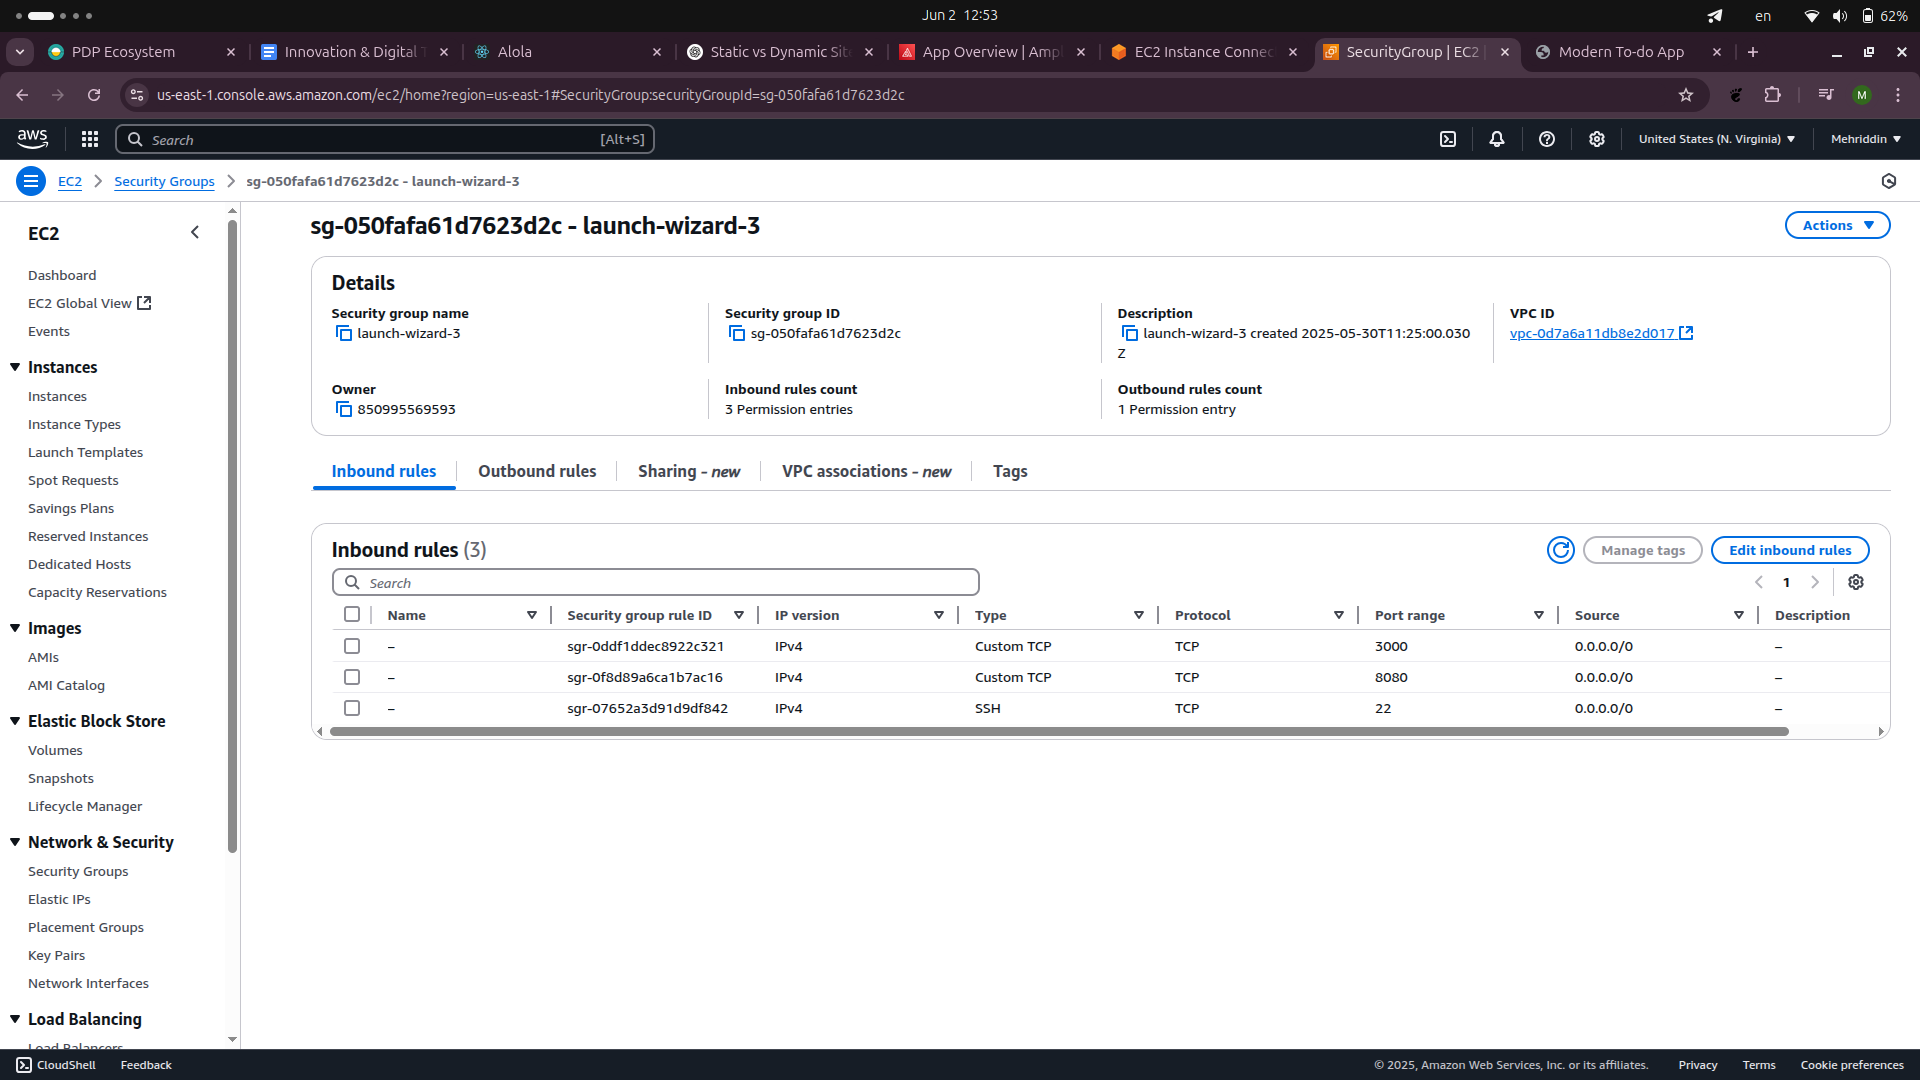 Jun 2 12:53
en
62%
PDP Ecosystem
Innovation & Digital
Alola
Static vs Dynamic Sit
App Overview | Amp
EC2 Instance Connec
SecurityGroup | EC2
Modern To-do App
us-east-1.console.aws.amazon.com/ec2/home?region=us-east-1#SecurityGroup:securityGroupId=sg-050fafa61d7623d2c
M
aws
Search
[Alt+S]
United States (N. Virginia)
Mehriddin
EC2
Security Groups
sg-050fafa61d7623d2c - launch-wizard-3
EC2
Dashboard
EC2 Global View
Events
Instances
Instances
Instance Types
Launch Templates
Spot Requests
Savings Plans
Reserved Instances
Dedicated Hosts
Capacity Reservations
Images
AMIs
AMI Catalog
Elastic Block Store
Volumes
Snapshots
Lifecycle Manager
Network & Security
Security Groups
Elastic IPs
Placement Groups
Key Pairs
Network Interfaces
Load Balancing
Load Balancers
sg-050fafa61d7623d2c - launch-wizard-3
Actions
Details
Security group name
launch-wizard-3
Security group ID
sg-050fafa61d7623d2c
Description
launch-wizard-3 created 2025-05-30T11:25:00.030
Z
VPC ID
vpc-0d7a6a11db8e2d017
Owner
850995569593
Inbound rules count
3 Permission entries
Outbound rules count
1 Permission entry
Inbound rules
Outbound rules
Sharing - new
VPC associations - new
Tags
Inbound rules (3)
Manage tags
Edit inbound rules
Search
1
Name Security group rule ID IP version Type Protocol Port range Source Description
– sgr-0ddf1ddec8922c321 IPv4 Custom TCP TCP 3000 0.0.0.0/0 –
– sgr-0f8d89a6ca1b7ac16 IPv4 Custom TCP TCP 8080 0.0.0.0/0 –
– sgr-07652a3d91d9df842 IPv4 SSH TCP 22 0.0.0.0/0 –
CloudShell
Feedback
© 2025, Amazon Web Services, Inc. or its affiliates.
Privacy
Terms
Cookie preferences